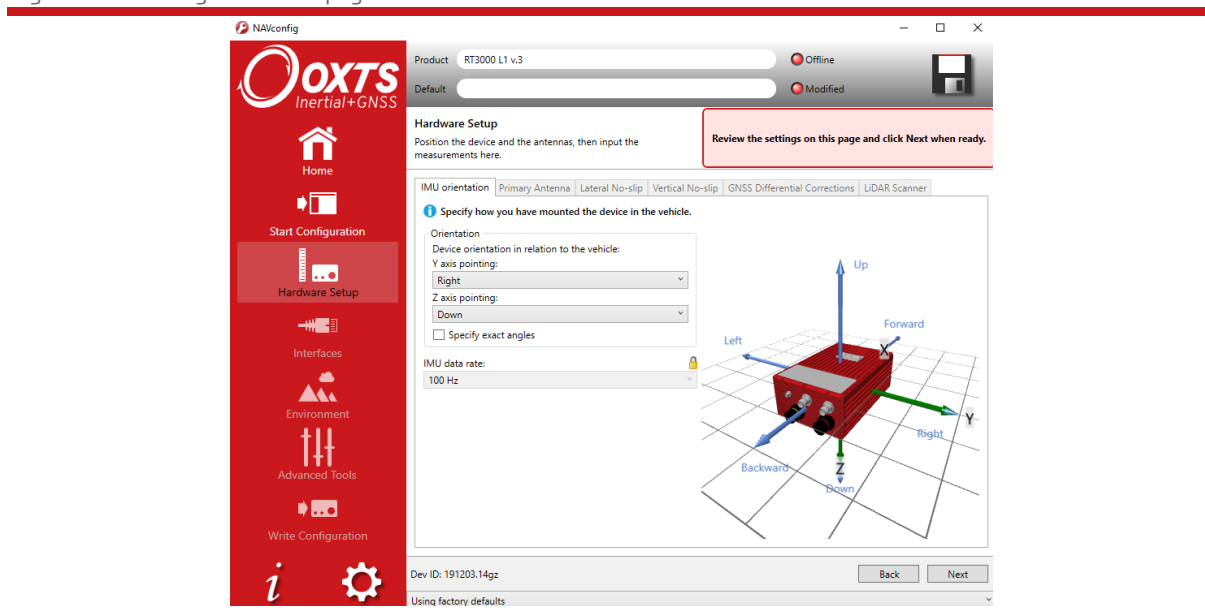 NAVconfig
OXTS
Inertial+GNSS
Product RT3000 L1 v.3 Offline
Default Modified
Home
Start Configuration
Hardware Setup
Interfaces
Environment
Advanced Tools
Write Configuration
i
Hardware Setup
Position the device and the antennas, then input the
measurements here.
Review the settings on this page and click Next when ready.
IMU orientation Primary Antenna Lateral No-slip Vertical No-slip GNSS Differential Corrections LiDAR Scanner
Specify how you have mounted the device in the vehicle.
Orientation
Device orientation in relation to the vehicle:
Y axis pointing:
Right
Z axis pointing:
Down
Specify exact angles
IMU data rate:
100 Hz
Up
Forward
Left
X
Y
Right
Backward
Z
Down
Dev ID: 191203.14gz
Back Next
Using factory defaults